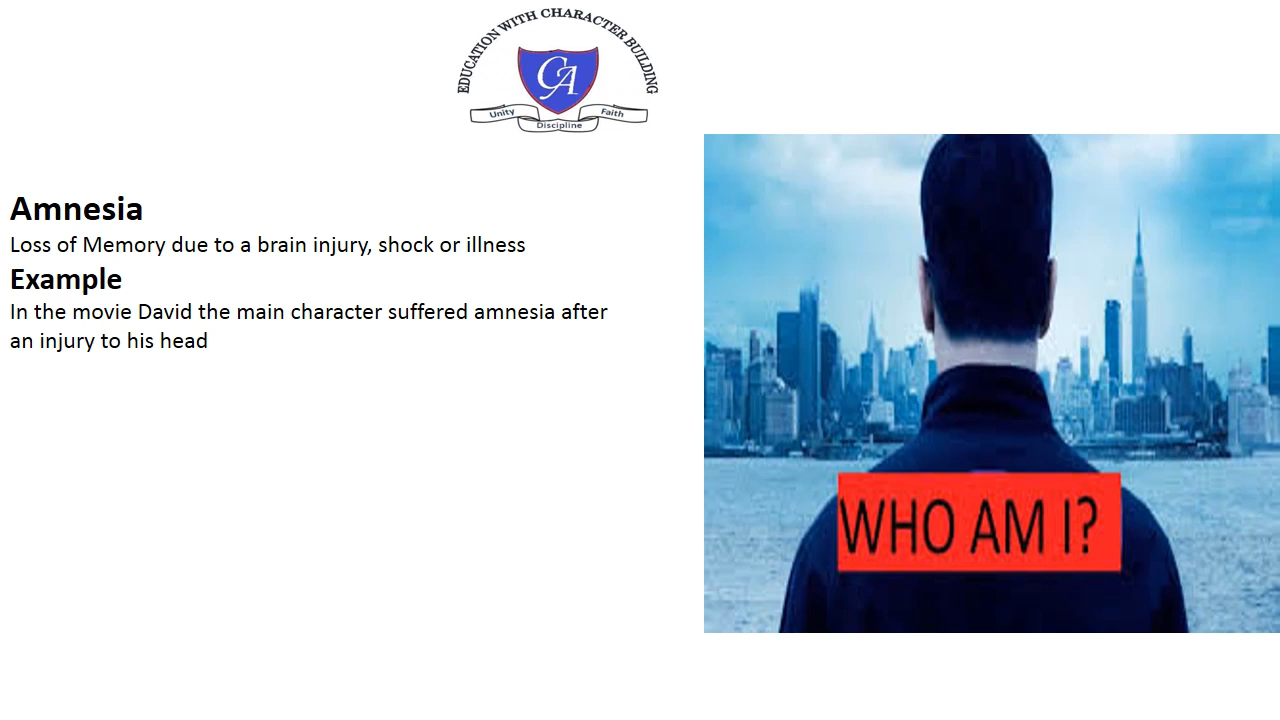 EDUCATION WITH CHARACTER BUILDING
CA
Unity
Faith
Discipline
Amnesia
Loss of Memory due to a brain injury, shock or illness
Example
In the movie David the main character suffered amnesia after
an injury to his head
WHO AM I?